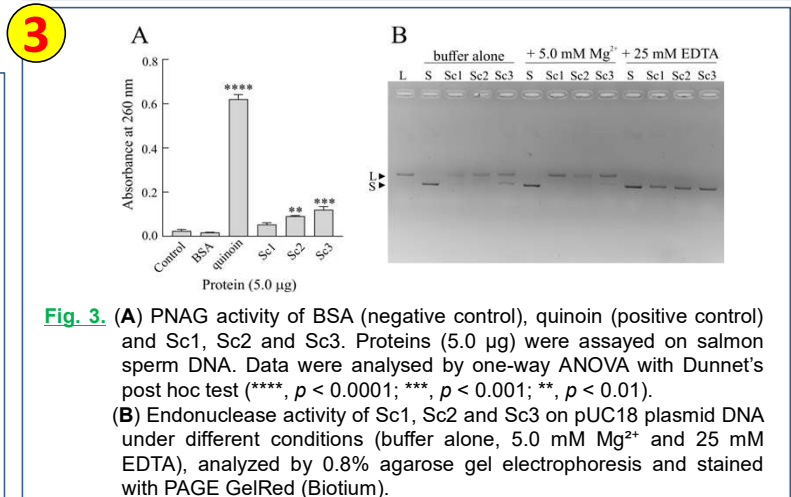 3
A
Absorbance at 260 nm
0.8
0.6
0.4
0.2
0.0
****
**
***
Control
BSA
quinoin
Sc1
Sc2
Sc3
Protein (5.0 µg)
B
buffer alone + 5.0 mM Mg²⁺ + 25 mM EDTA
L S Sc1 Sc2 Sc3 S Sc1 Sc2 Sc3 S Sc1 Sc2 Sc3
L►
S►
Fig. 3. (A) PNAG activity of BSA (negative control), quinoin (positive control)
and Sc1, Sc2 and Sc3. Proteins (5.0 µg) were assayed on salmon
sperm DNA. Data were analysed by one-way ANOVA with Dunnet's
post hoc test (****, p < 0.0001; ***, p < 0.001; **, p < 0.01).
(B) Endonuclease activity of Sc1, Sc2 and Sc3 on pUC18 plasmid DNA
under different conditions (buffer alone, 5.0 mM Mg²⁺ and 25 mM
EDTA), analyzed by 0.8% agarose gel electrophoresis and stained
with PAGE GelRed (Biotium).